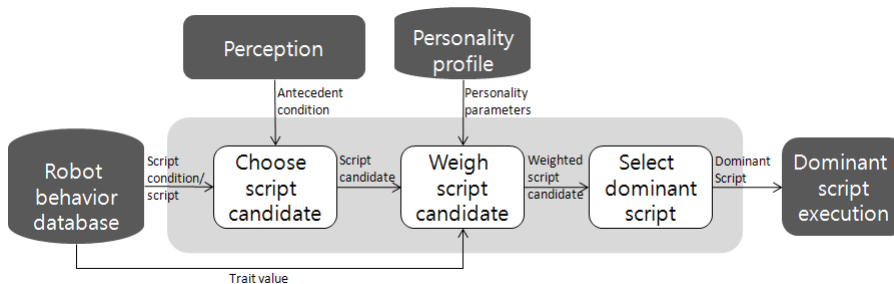 Perception
Personality
profile
Antecedent
condition
Personality
parameters
Robot
behavior
database
Script
condition/
script
Choose
script
candidate
Script
candidate
Weigh
script
candidate
Weighted
script
candidate
Select
dominant
script
Dominant
Script
Dominant
script
execution
Trait value